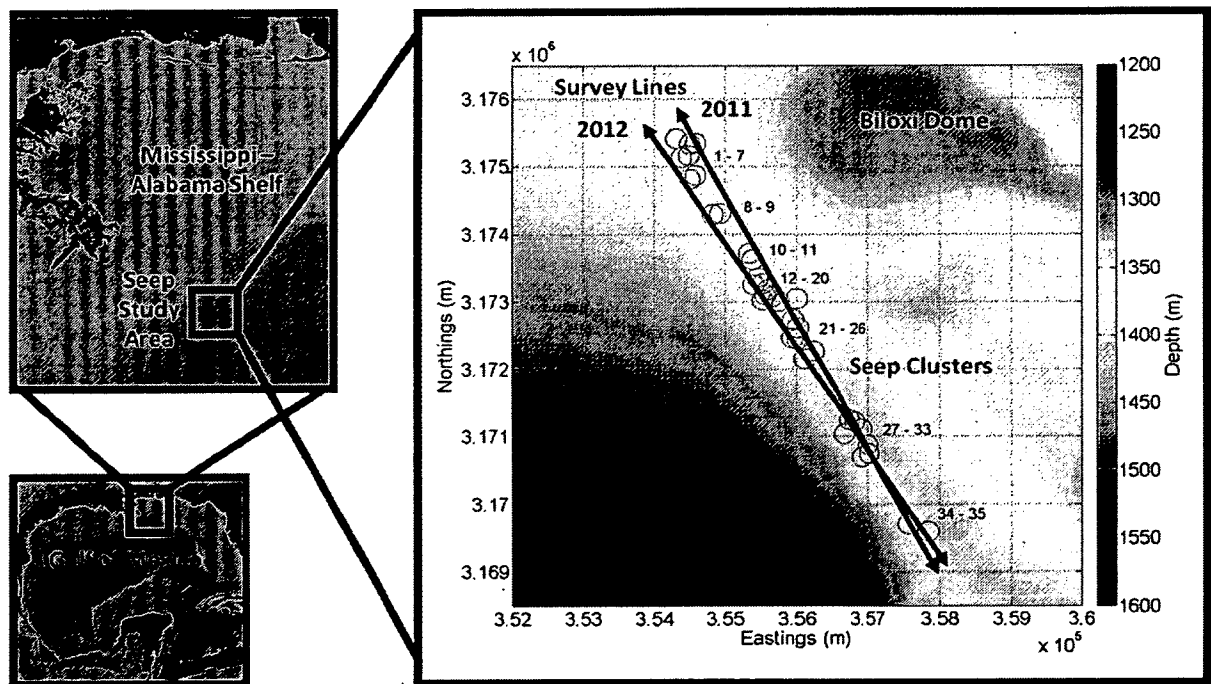 Mississippi –
Alabama Shelf
Seep
Study
Area
Gulf of Mexico
x 10^6
3.176
3.175
3.174
3.173
3.172
3.171
3.17
3.169
Northings (m)
Survey Lines
2011
2012
Biloxi Dome
1 - 7
8 - 9
10 - 11
12 - 20
21 - 26
Seep Clusters
27 - 33
34 - 35
3.52 3.54 3.55 3.55 3.56 3.57 3.58 3.59 3.6
Eastings (m)
x 10^5
1200
1250
1300
1350
1400
1450
1500
1550
1600
Depth (m)